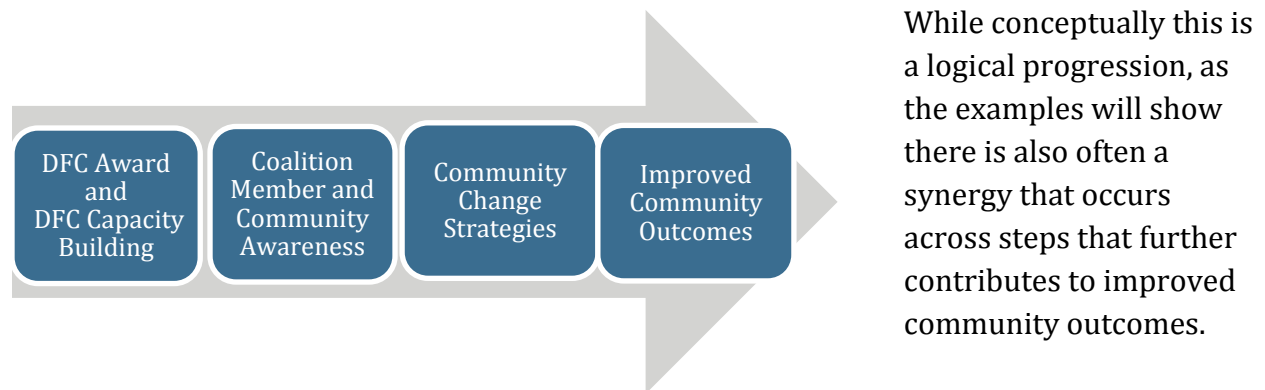 DFC Award
and
DFC Capacity
Building
Coalition
Member and
Community
Awareness
Community
Change
Strategies
Improved
Community
Outcomes
While conceptually this is
a logical progression, as
the examples will show
there is also often a
synergy that occurs
across steps that further
contributes to improved
community outcomes.